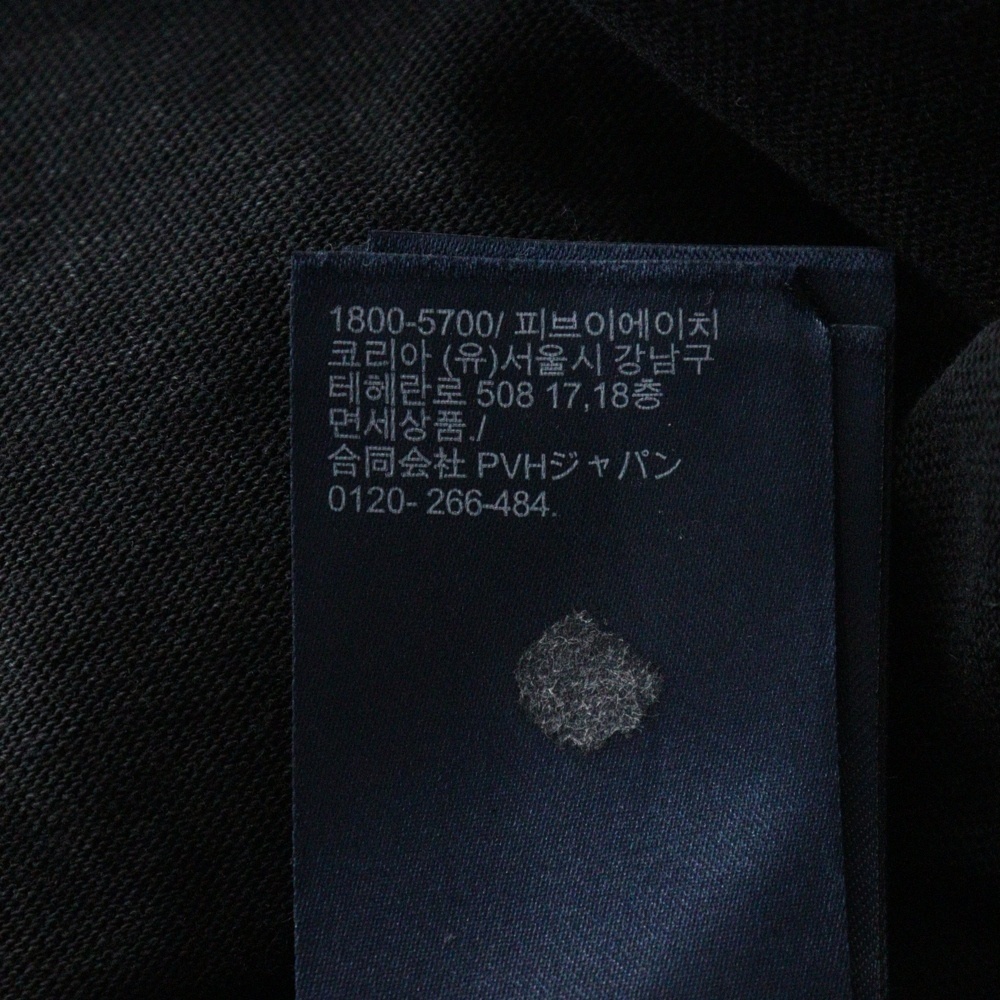 1800-5700/ 피브이에이치
코리아 (유)서울시 강남구
테헤란로 508 17,18층
면세상품./
合同会社 PVHジャパン
0120- 266-484.